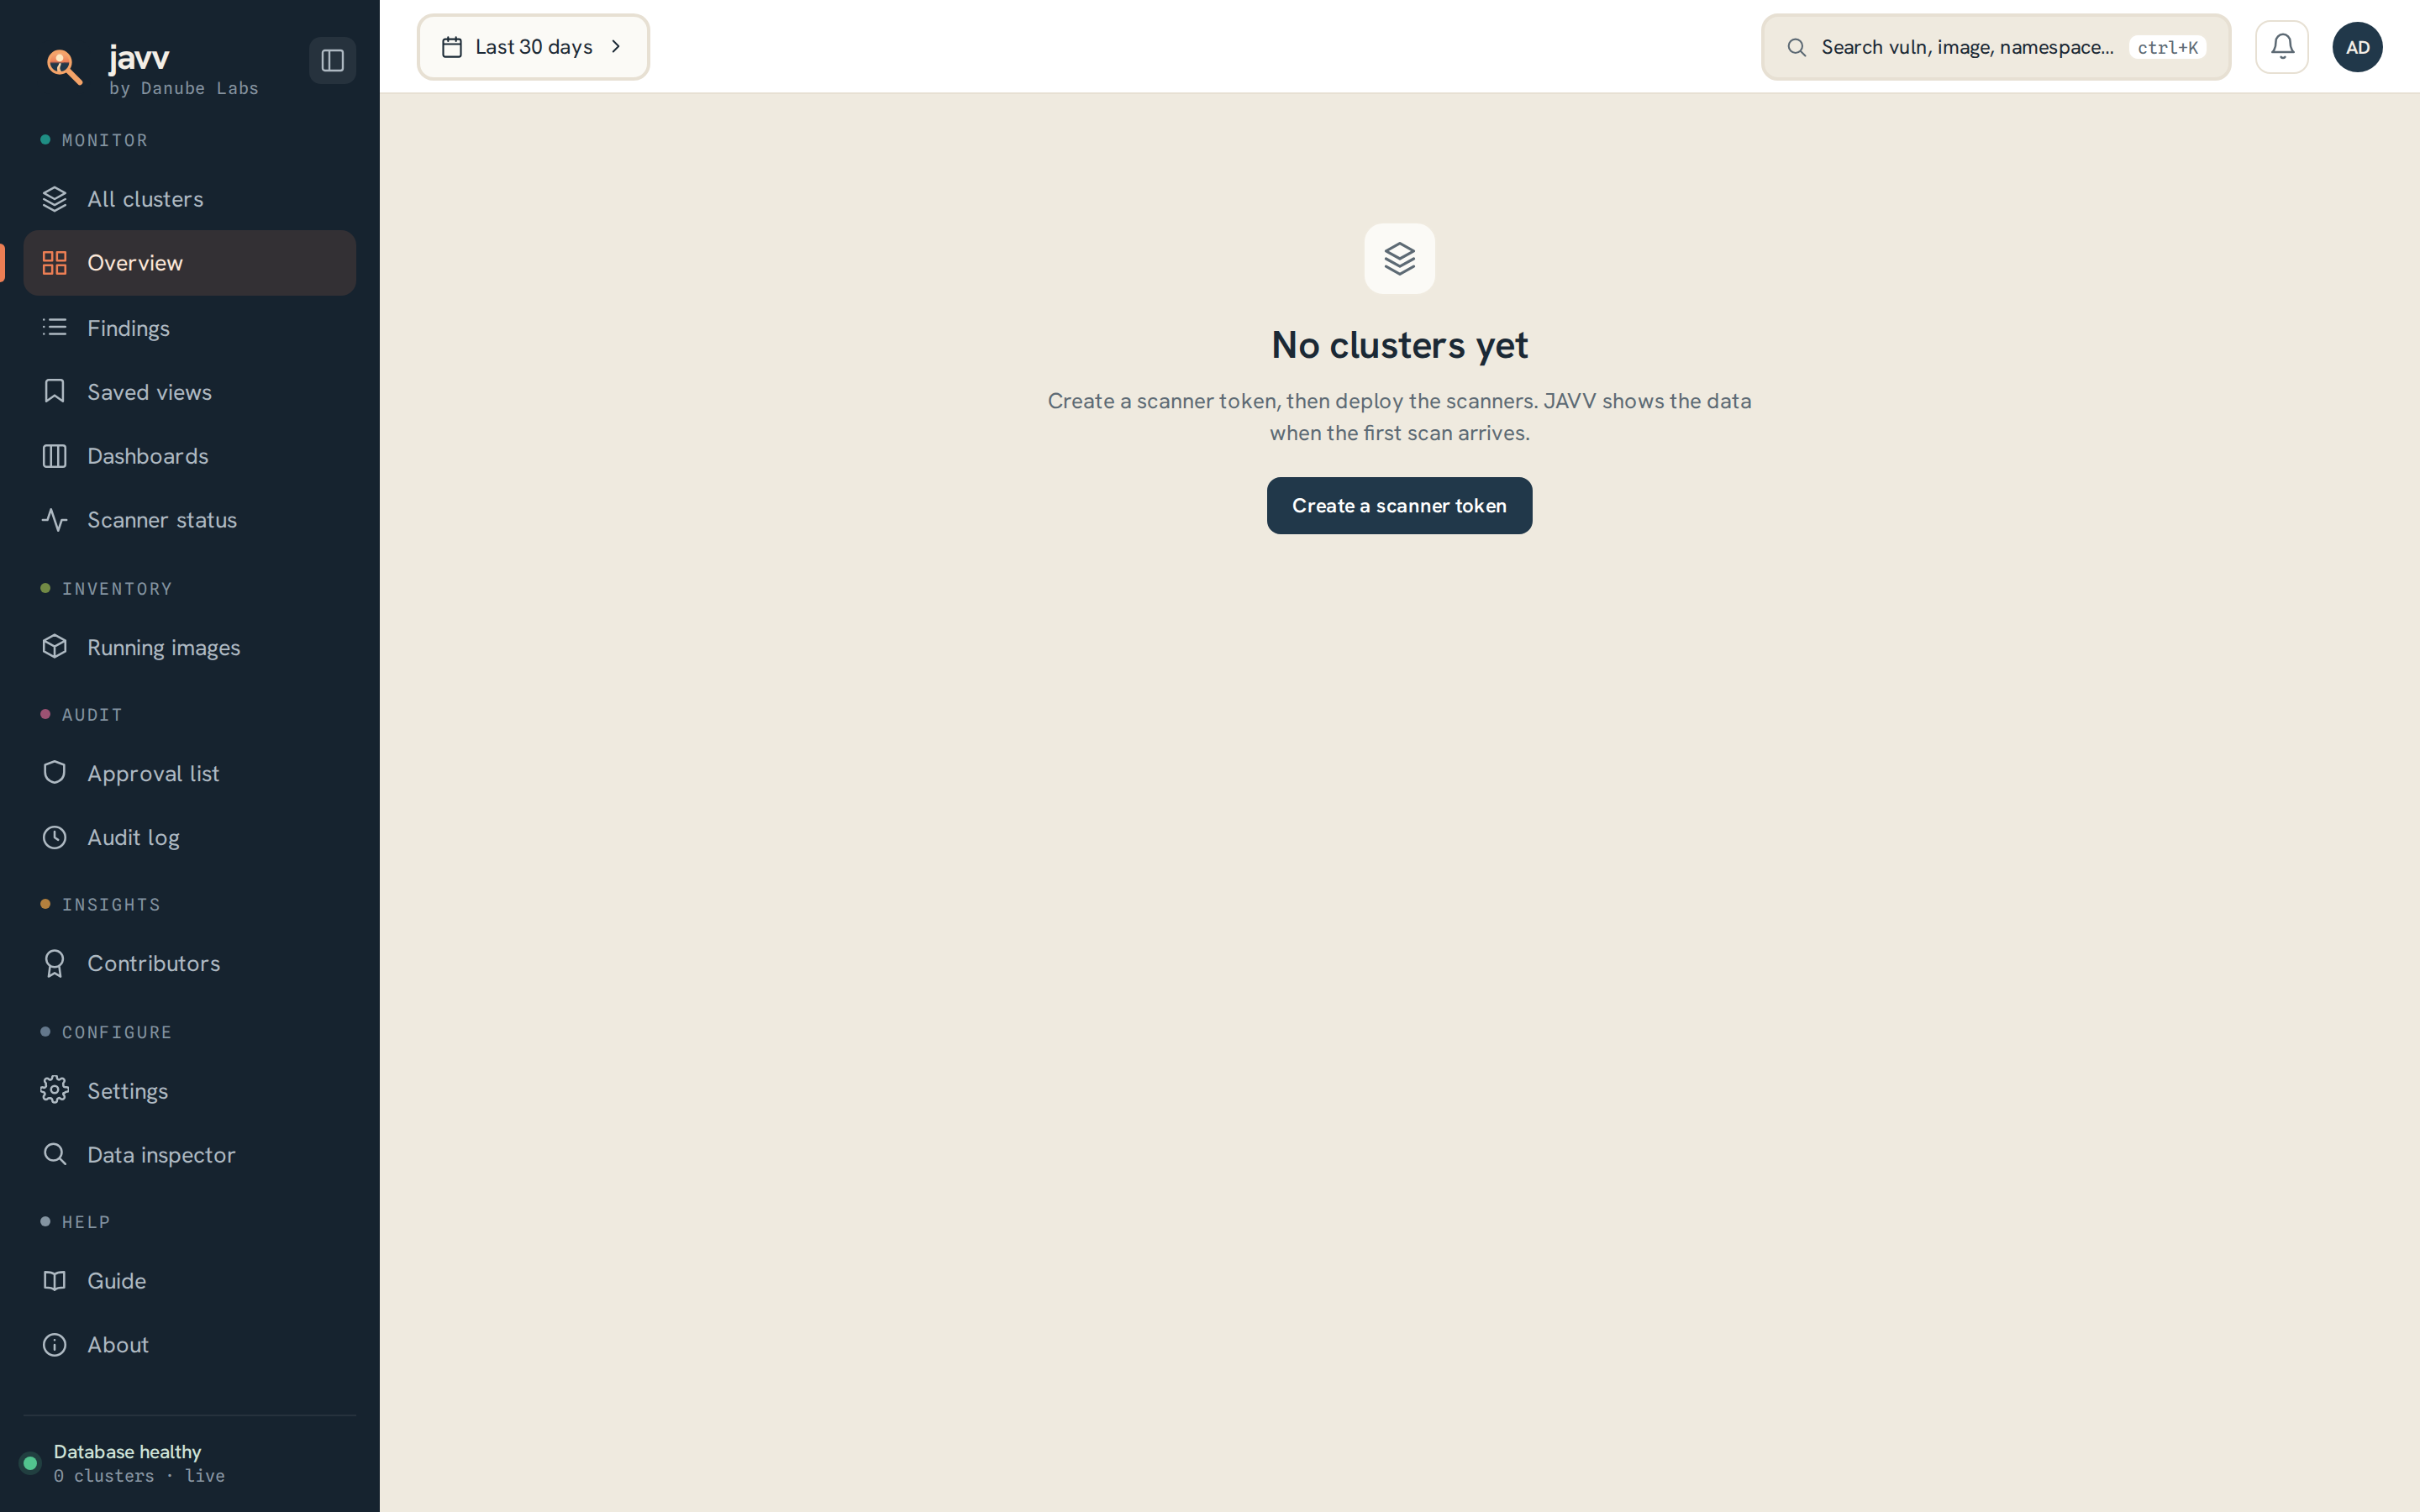 javv
by Danube Labs
MONITOR
All clusters
Overview
Findings
Saved views
Dashboards
Scanner status
INVENTORY
Running images
AUDIT
Approval list
Audit log
INSIGHTS
Contributors
CONFIGURE
Settings
Data inspector
HELP
Guide
About
Database healthy
0 clusters · live
Last 30 days
Search vuln, image, namespace... ctrl+K
AD
No clusters yet
Create a scanner token, then deploy the scanners. JAVV shows the data
when the first scan arrives.
Create a scanner token